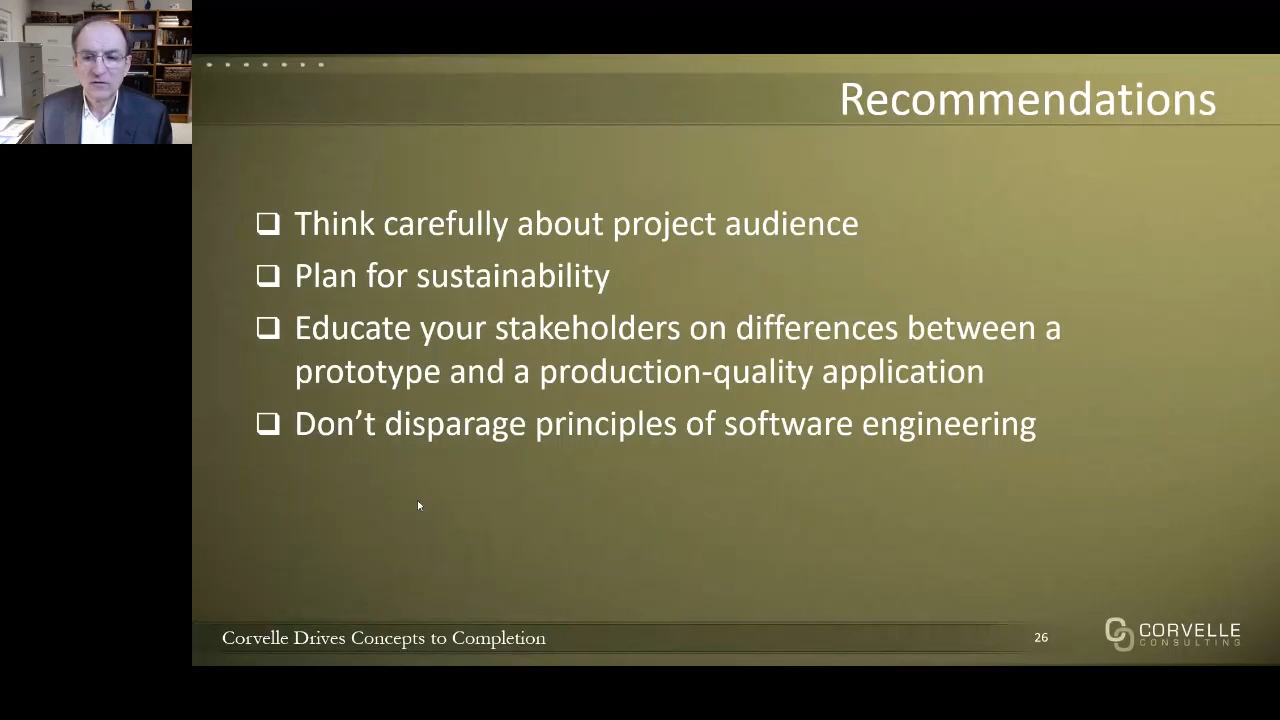 Recommendations
❑ Think carefully about project audience
❑ Plan for sustainability
❑ Educate your stakeholders on differences between a
prototype and a production-quality application
❑ Don’t disparage principles of software engineering
Corvelle Drives Concepts to Completion
26
CORVELLE
CONSULTING